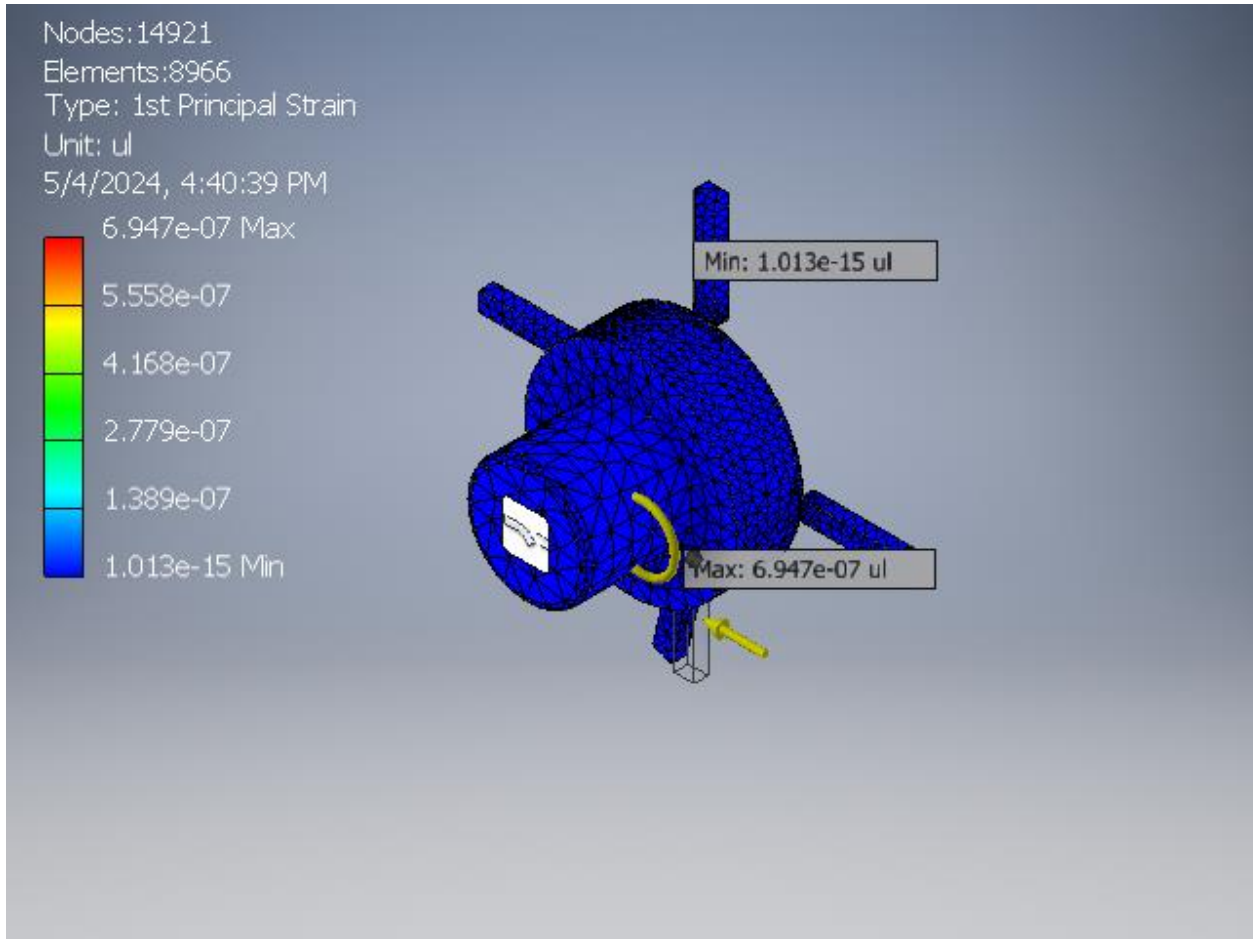 Nodes:14921
Elements:8966
Type: 1st Principal Strain
Unit: ul
5/4/2024, 4:40:39 PM
6.947e-07 Max
5.558e-07
4.168e-07
2.779e-07
1.389e-07
1.013e-15 Min
Min: 1.013e-15 ul
Max: 6.947e-07 ul